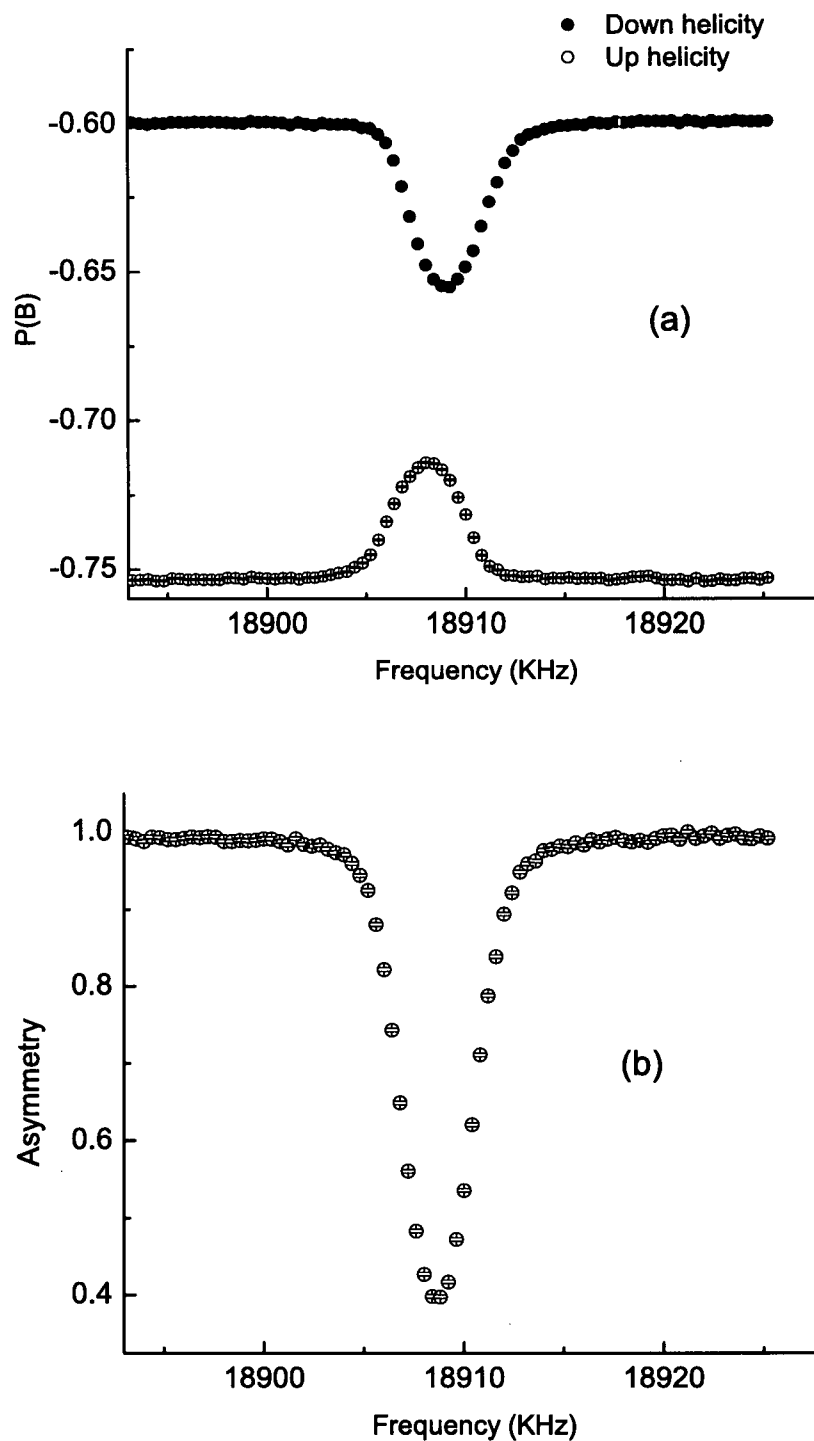 Down helicity
Up helicity
-0.60
-0.65
-0.70
-0.75
P(B)
(a)
18900 18910 18920
Frequency (KHz)
1.0
0.8
0.6
0.4
Asymmetry
(b)
18900 18910 18920
Frequency (KHz)